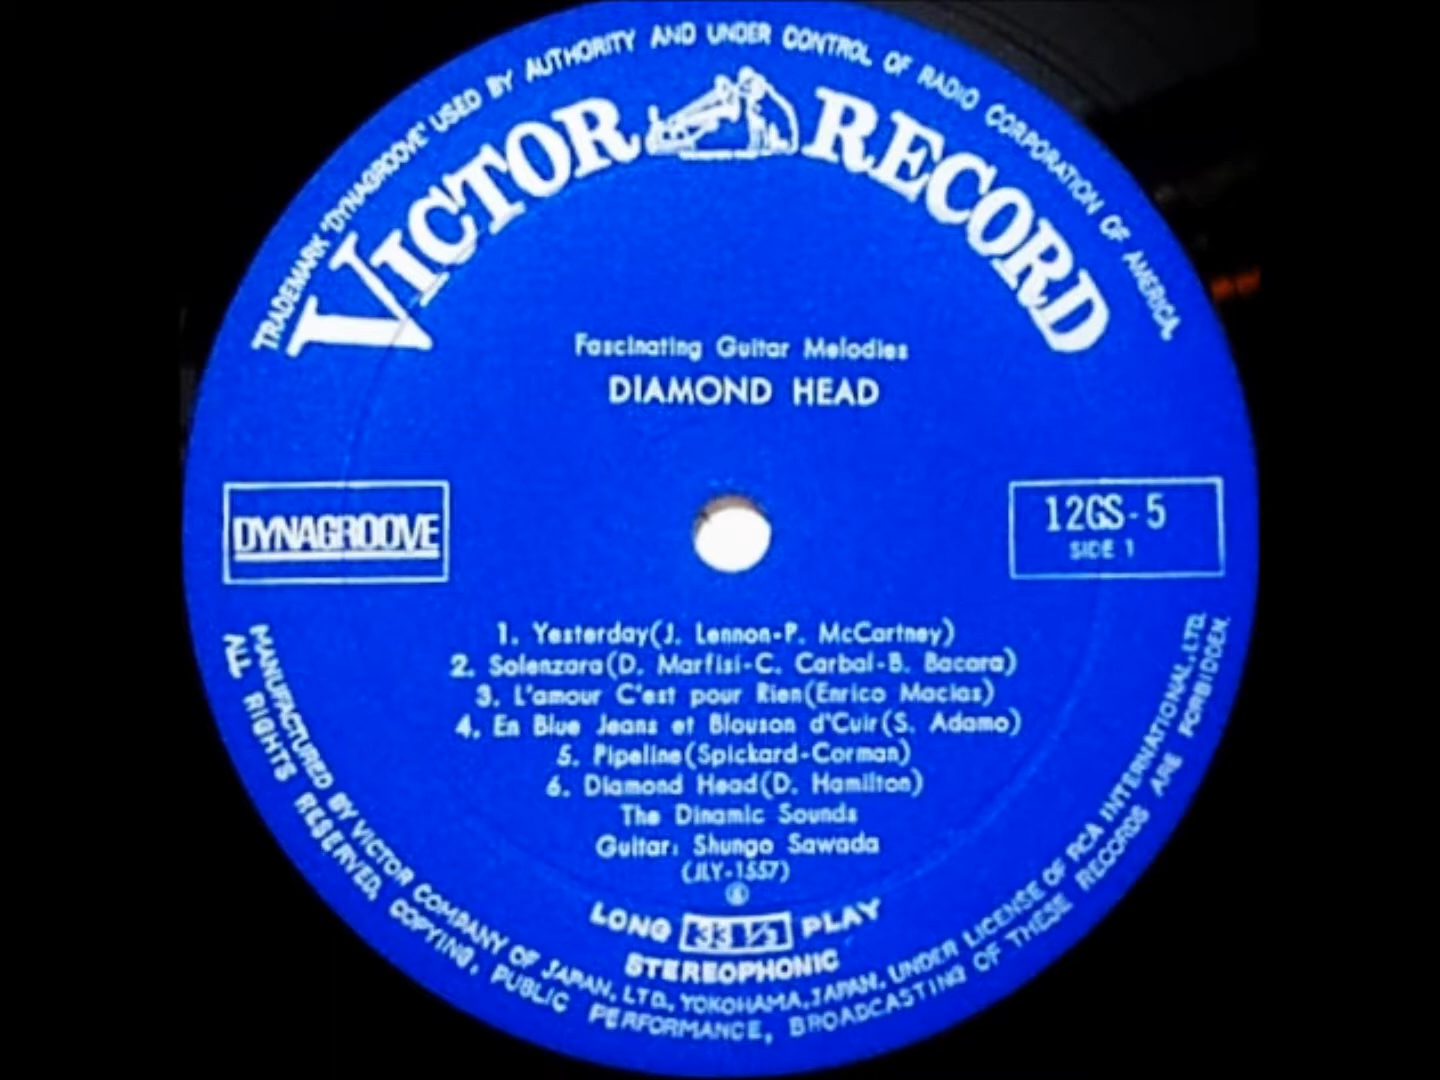 TRADEMARK "DYNAGROOVE" USED BY AUTHORITY AND UNDER CONTROL OF RADIO CORPORATION OF AMERICA.
VICTOR RECORD
Fascinating Guitar Melodies
DIAMOND HEAD
DYNAGROOVE
12GS-5
SIDE 1
1. Yesterday(J. Lennon-P. McCartney)
2. Solenzara(D. Marfisi-C. Carbal-B. Bacara)
3. L'amour C'est pour Rien(Enrico Macias)
4. En Blue Jeans et Blouson d'Cuir(S. Adamo)
5. Pipeline(Spickard-Corman)
6. Diamond Head(D. Hamilton)
The Dinamic Sounds
Guitar: Shungo Sawada
(JLY-1557)
LONG 33 1/3 PLAY
STEREOPHONIC
MANUFACTURED BY VICTOR COMPANY OF JAPAN, LTD., YOKOHAMA, JAPAN, UNDER LICENSE OF RCA INTERNATIONAL, LTD.
ALL RIGHTS RESERVED, COPYING, PUBLIC PERFORMANCE, BROADCASTING OF THESE RECORDS ARE FORBIDDEN.